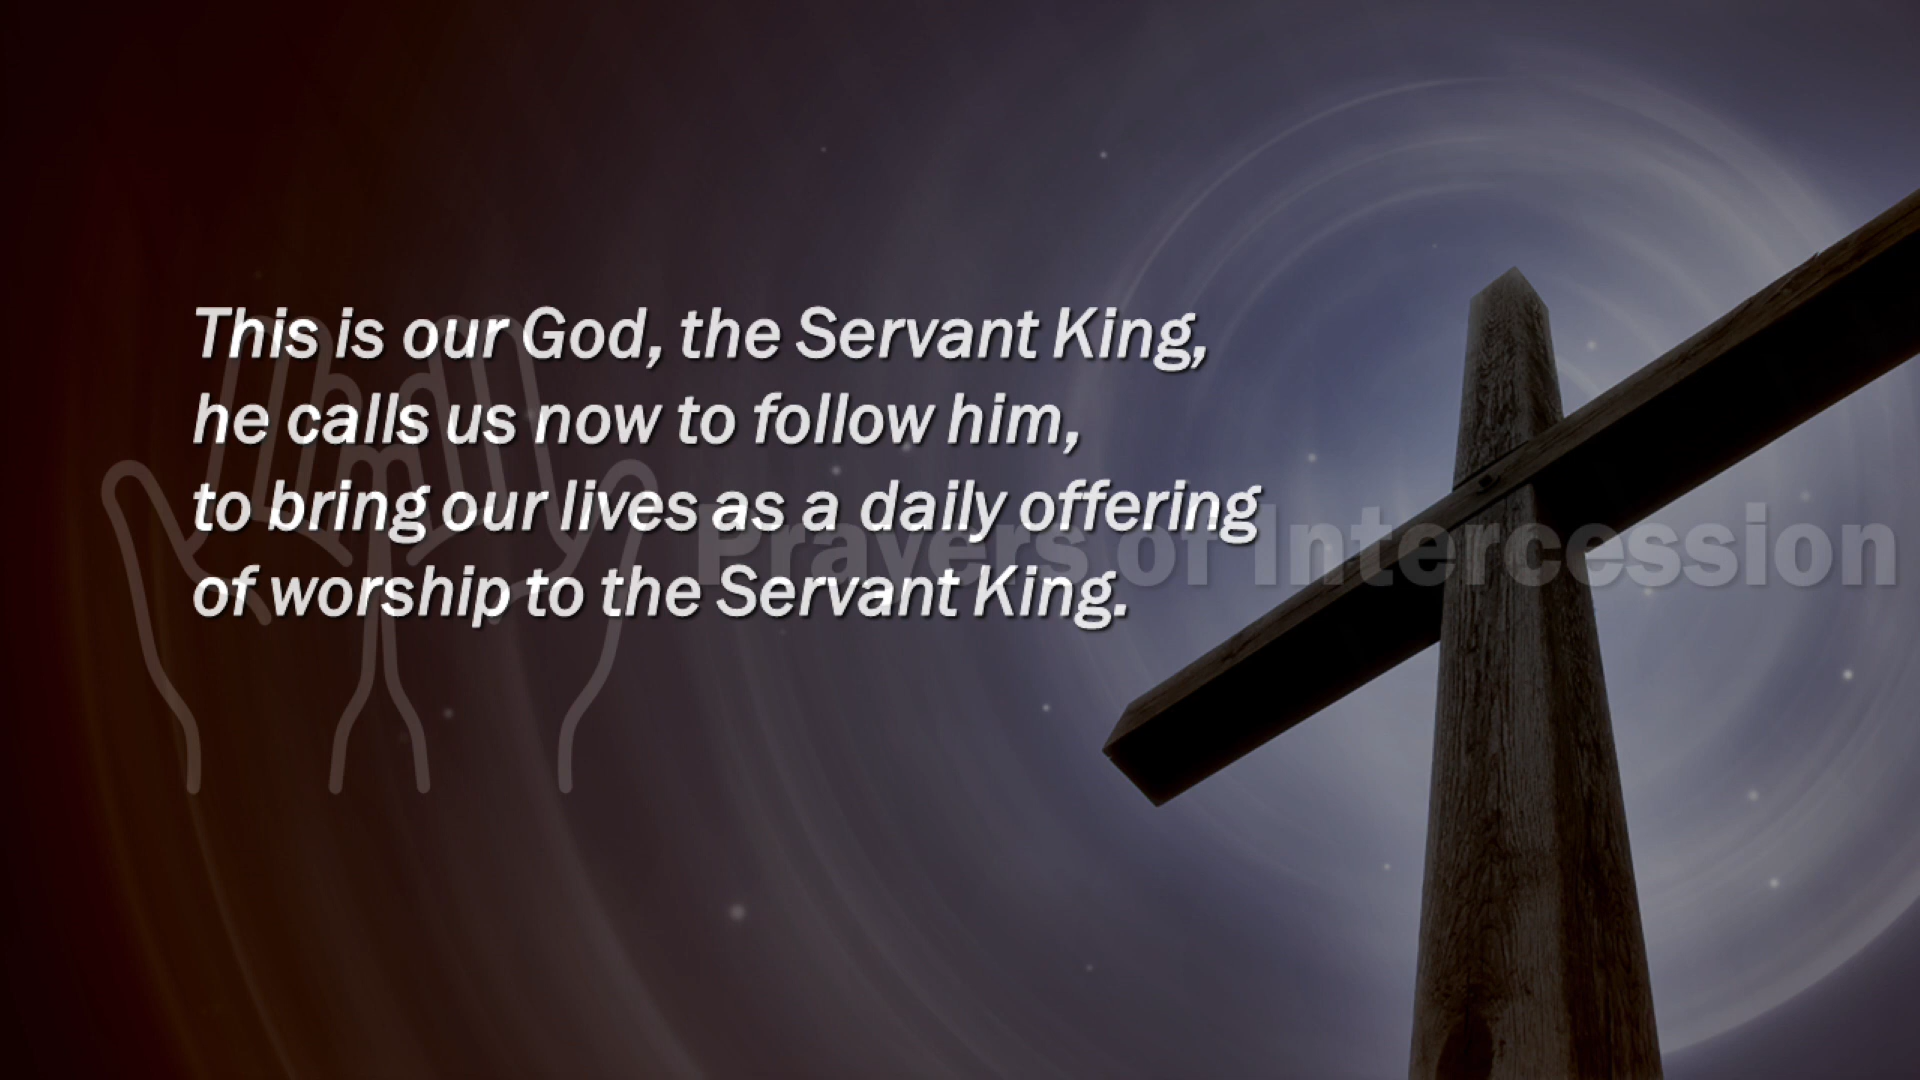 This is our God, the Servant King,
he calls us now to follow him,
to bring our lives as a daily offering
of worship to the Servant King.
Prayers of Intercession